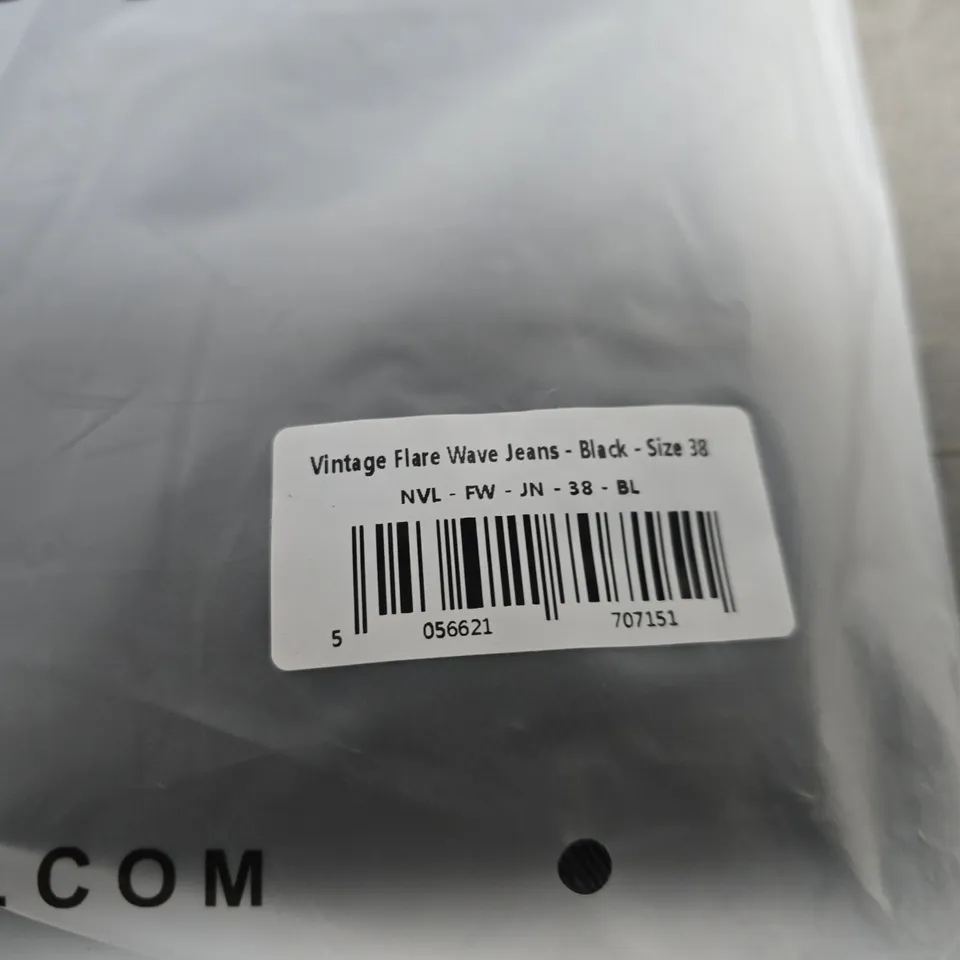 Vintage Flare Wave Jeans - Black - Size 38
NVL - FW - JN - 38 - BL
5 056621 707151
.COM